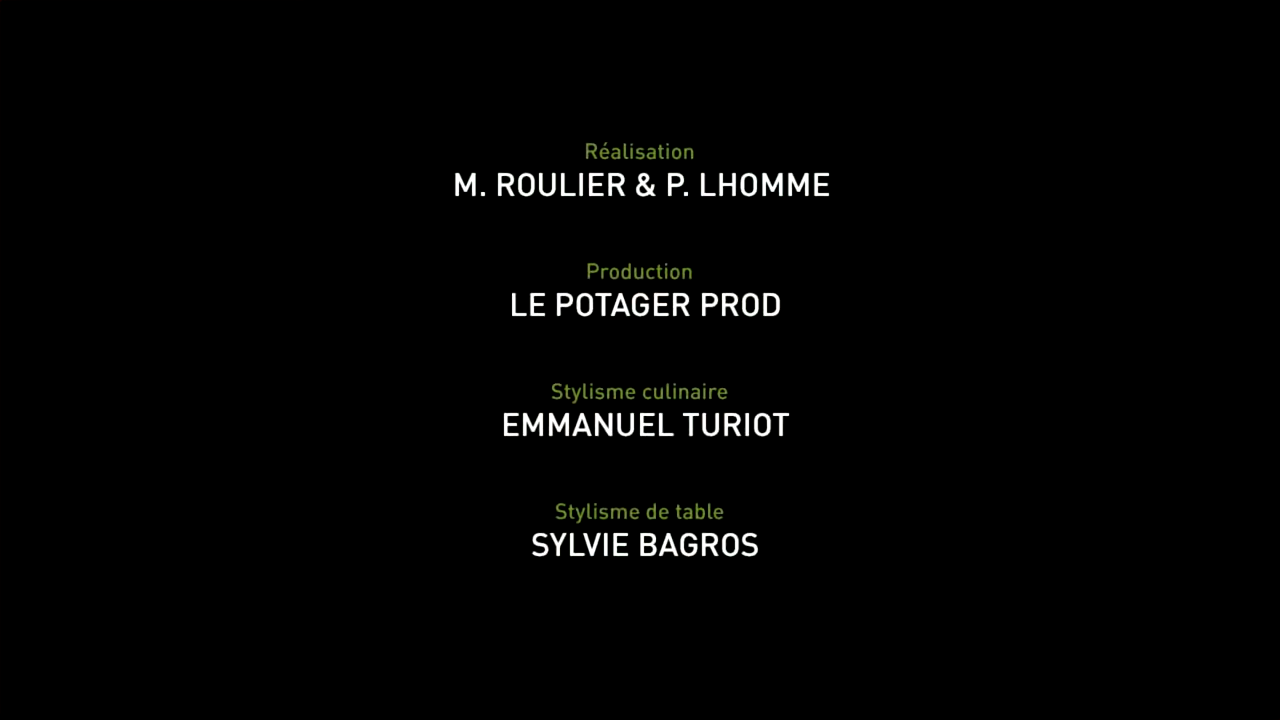 Réalisation
M. ROULIER & P. LHOMME
Production
LE POTAGER PROD
Stylisme culinaire
EMMANUEL TURIOT
Stylisme de table
SYLVIE BAGROS